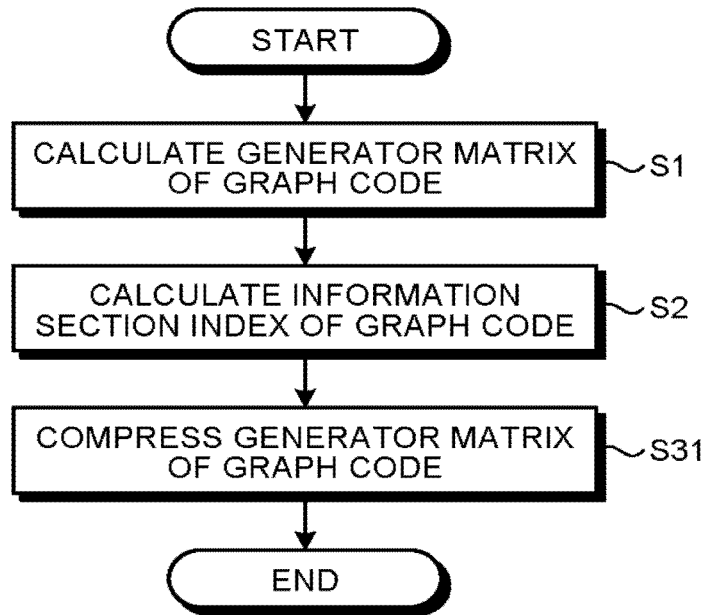 START
CALCULATE GENERATOR MATRIX
OF GRAPH CODE
S1
CALCULATE INFORMATION
SECTION INDEX OF GRAPH CODE
S2
COMPRESS GENERATOR MATRIX
OF GRAPH CODE
S31
END